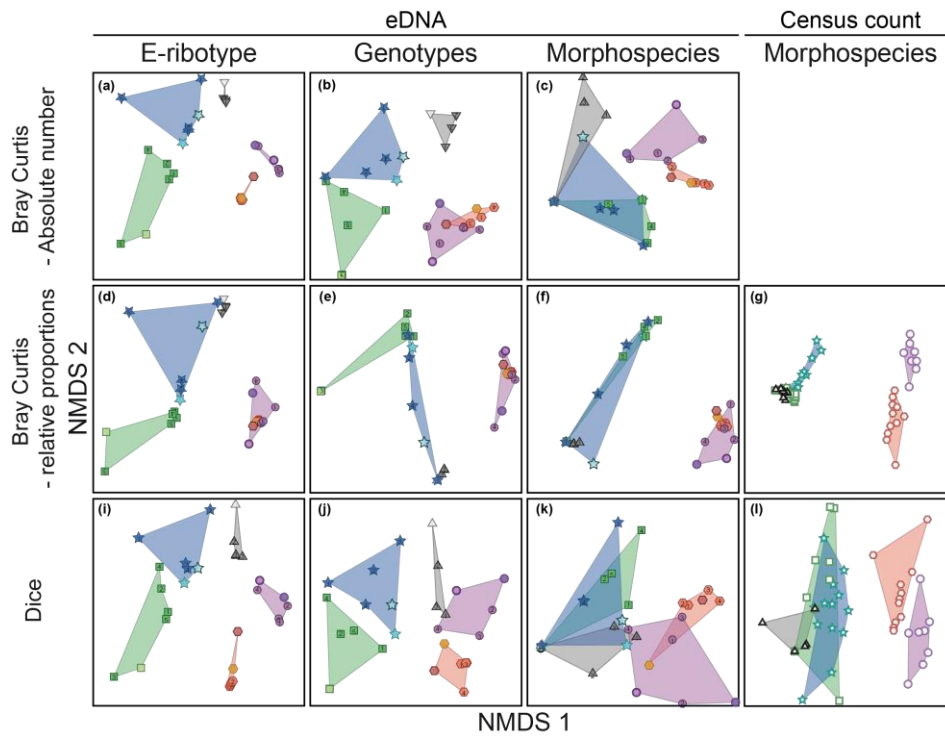 eDNA
Census count
E-ribotype
Genotypes
Morphospecies
Morphospecies
Bray Curtis
- Absolute number
(a)
(b)
(c)
Bray Curtis
- relative proportions
NMDS 2
(d)
(e)
(f)
(g)
Dice
(i)
(j)
(k)
(l)
NMDS 1